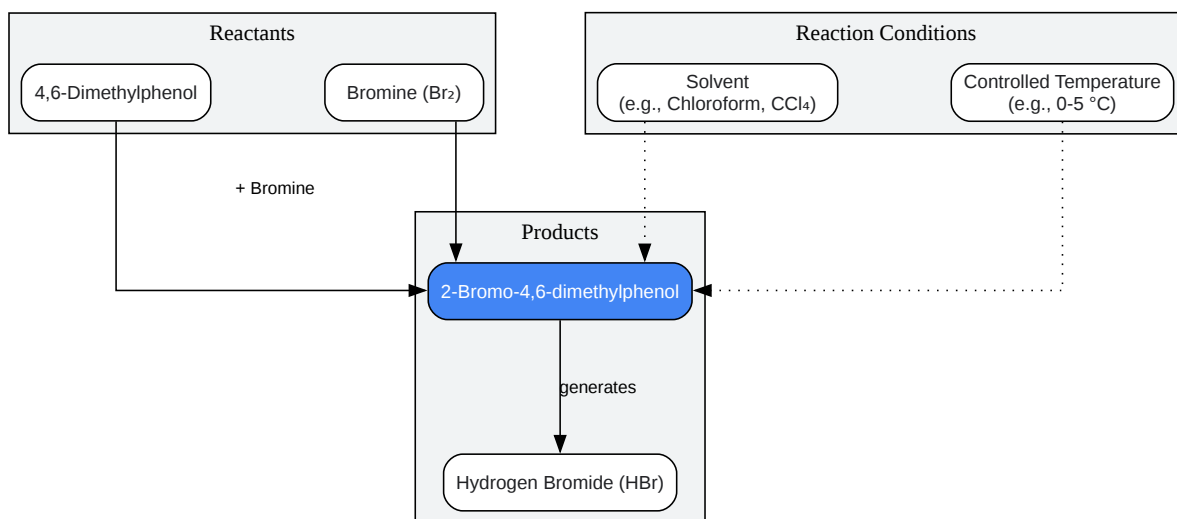 Reactants
4,6-Dimethylphenol
Bromine (Br₂)
Reaction Conditions
Solvent
(e.g., Chloroform, CCl₄)
Controlled Temperature
(e.g., 0-5 °C)
+ Bromine
Products
2-Bromo-4,6-dimethylphenol
generates
Hydrogen Bromide (HBr)